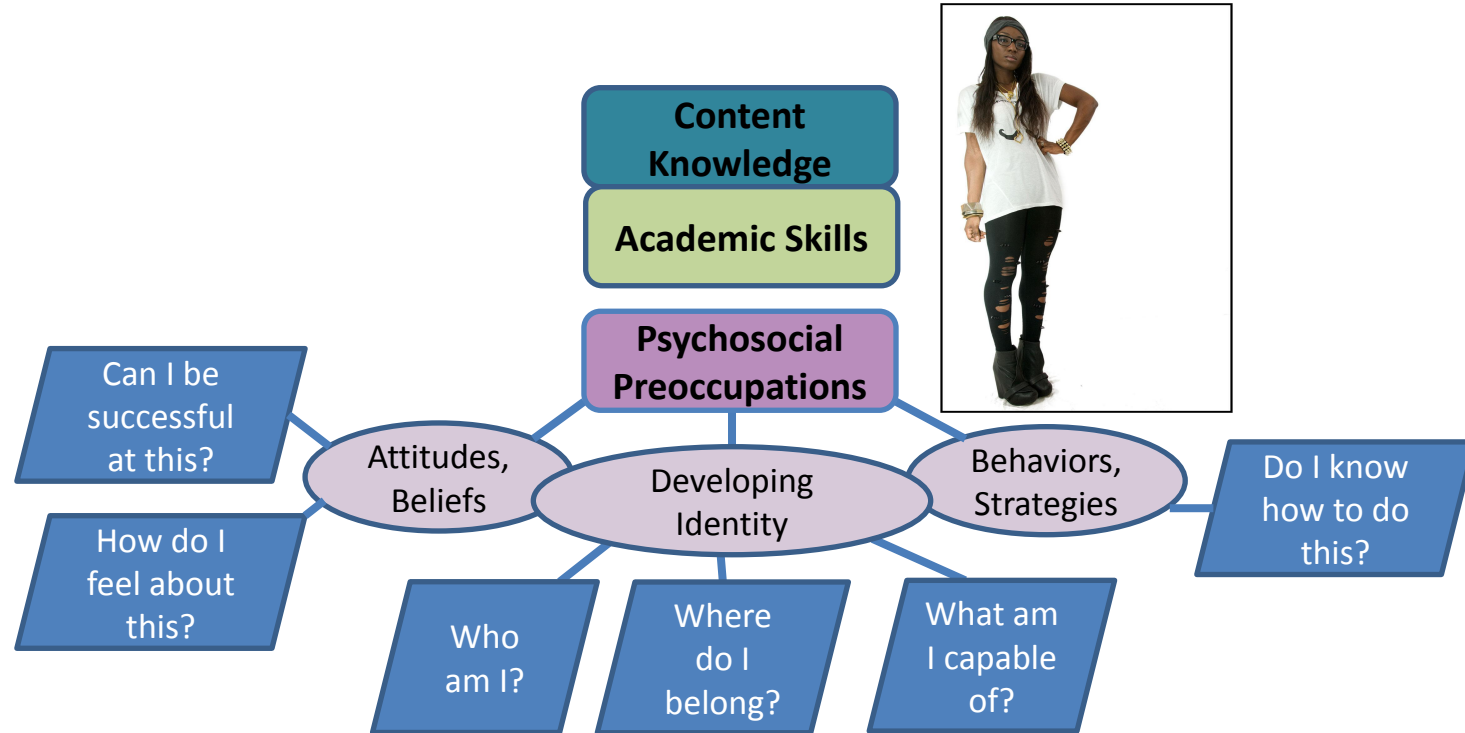 Content
Knowledge
Academic Skills
Psychosocial
Preoccupations
Can I be
successful
at this?
Attitudes,
Beliefs
Developing
Identity
Behaviors,
Strategies
Do I know
how to do
this?
How do I
feel about
this?
Who
am I?
Where
do I
belong?
What am
I capable
of?